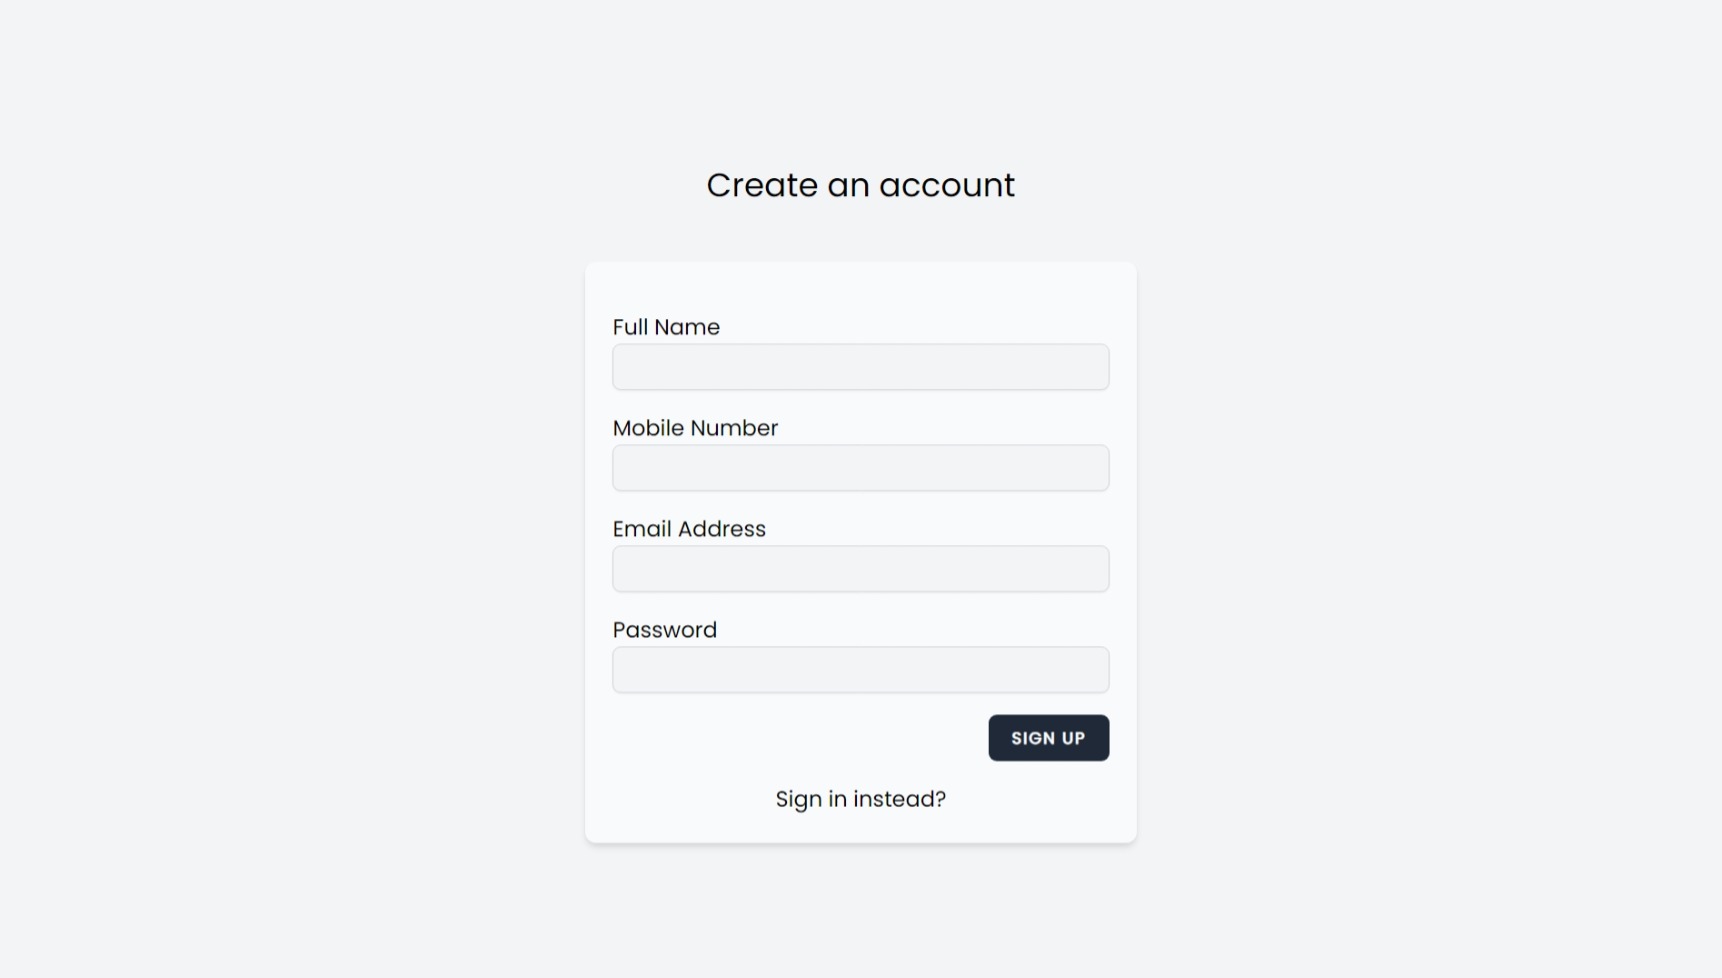 Create an account
Full Name
Mobile Number
Email Address
Password
SIGN UP
Sign in instead?